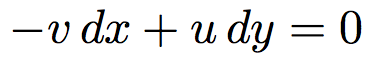 −v dx + u dy = 0